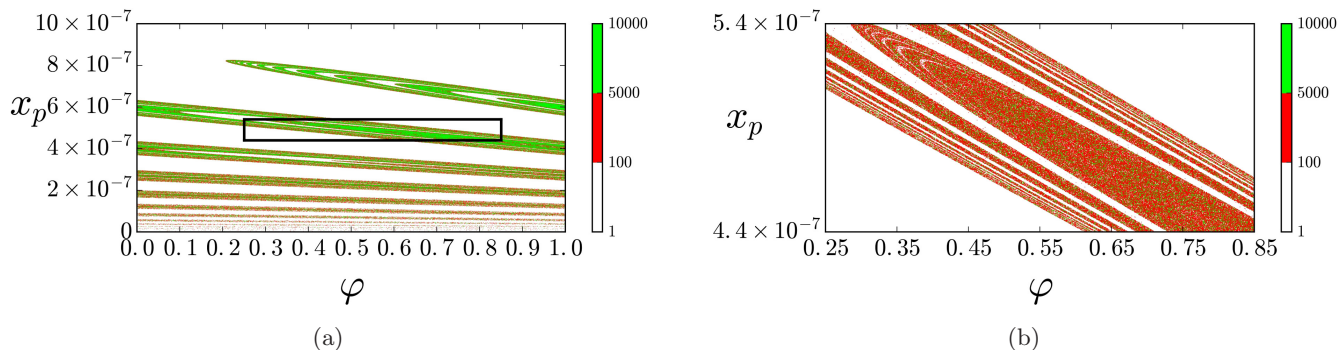 10 × 10⁻⁷
8 × 10⁻⁷
6 × 10⁻⁷
4 × 10⁻⁷
2 × 10⁻⁷
0
x_p
0.0 0.1 0.2 0.3 0.4 0.5 0.6 0.7 0.8 0.9 1.0
φ
10000
5000
100
1
(a)
5.4 × 10⁻⁷
x_p
4.4 × 10⁻⁷
0.25 0.35 0.45 0.55 0.65 0.75 0.85
φ
10000
5000
100
1
(b)